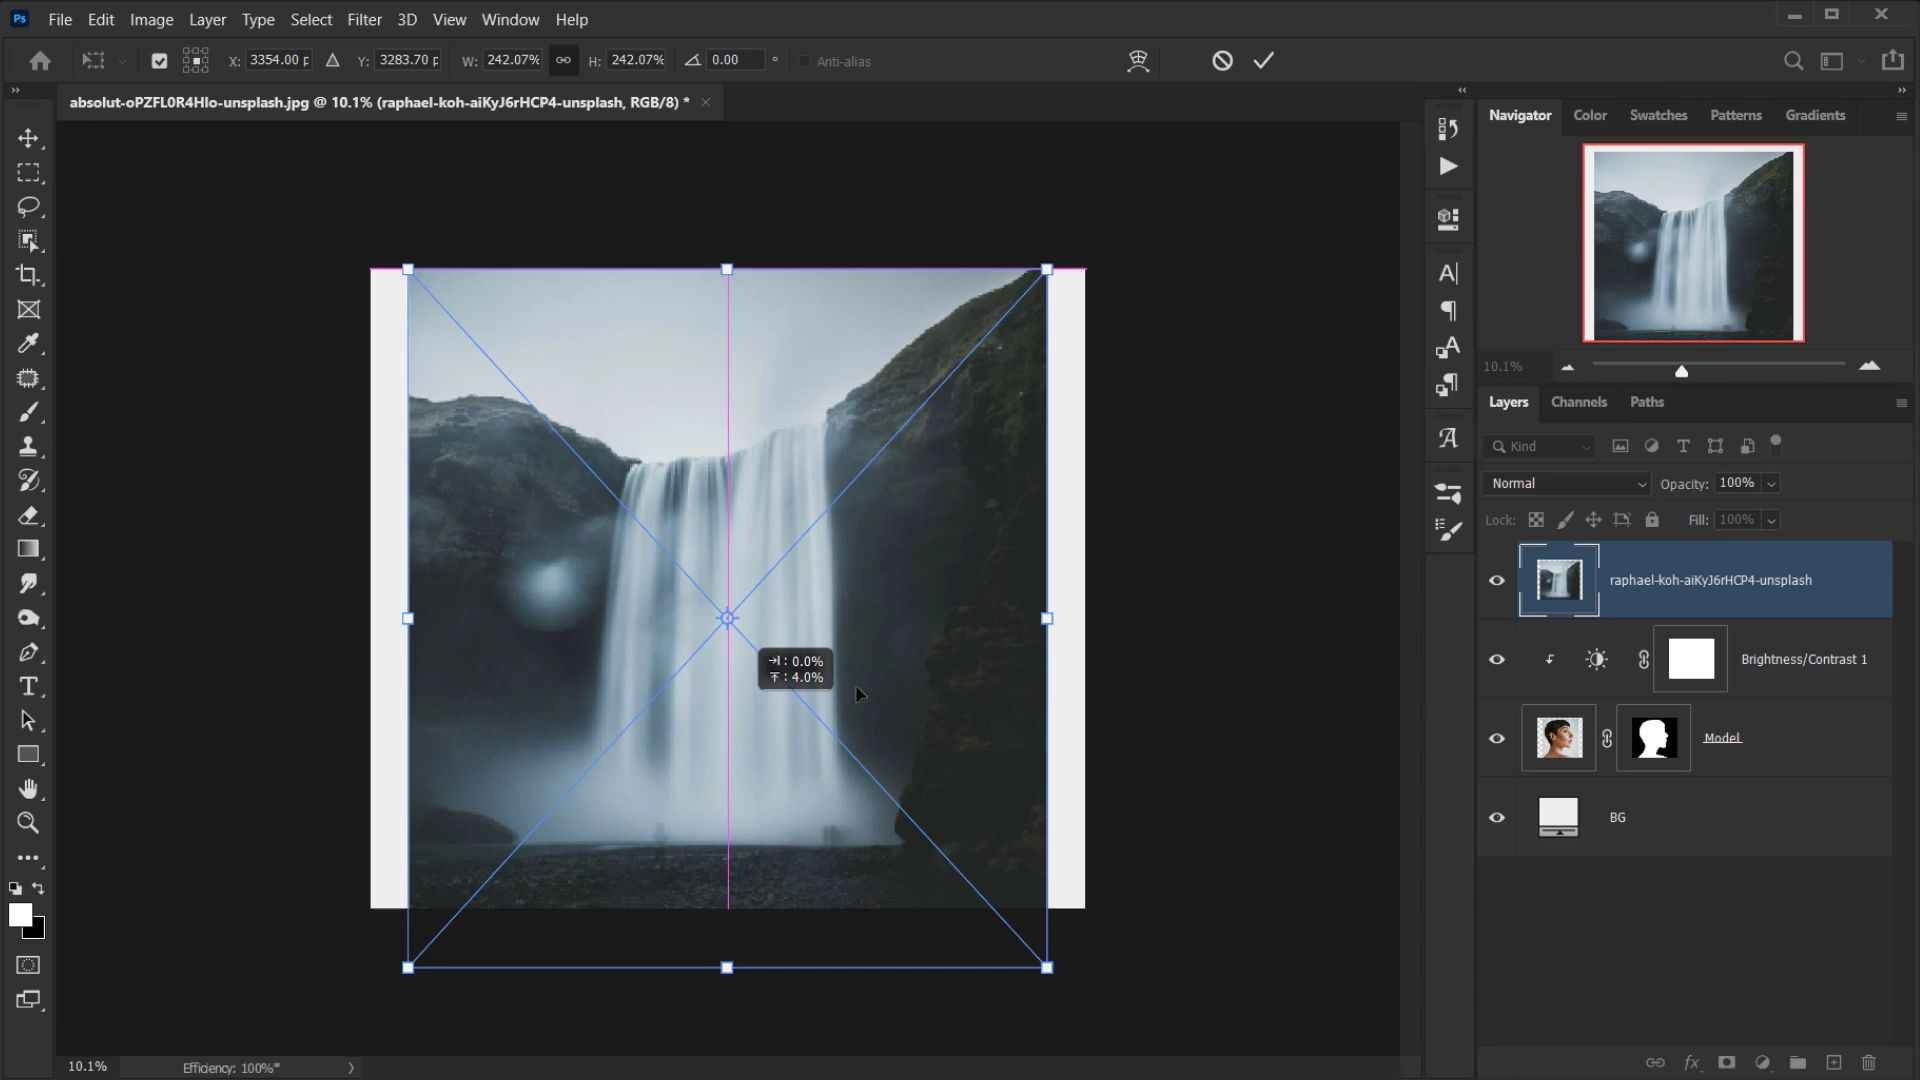 Ps File Edit Image Layer Type Select Filter 3D View Window Help
X: 3354.00 p Y: 3283.70 p W: 242.07% H: 242.07% 0.00 ° Anti-alias
absolut-oPZFL0R4HIo-unsplash.jpg @ 10.1% (raphael-koh-aiKyJ6rHCP4-unsplash, RGB/8) *
Navigator Color Swatches Patterns Gradients
10.1%
Layers Channels Paths
Kind
Normal Opacity: 100%
Lock: Fill: 100%
raphael-koh-aiKyJ6rHCP4-unsplash
Brightness/Contrast 1
Model
BG
: 0.0%
: 4.0%
10.1% Efficiency: 100%*
fx